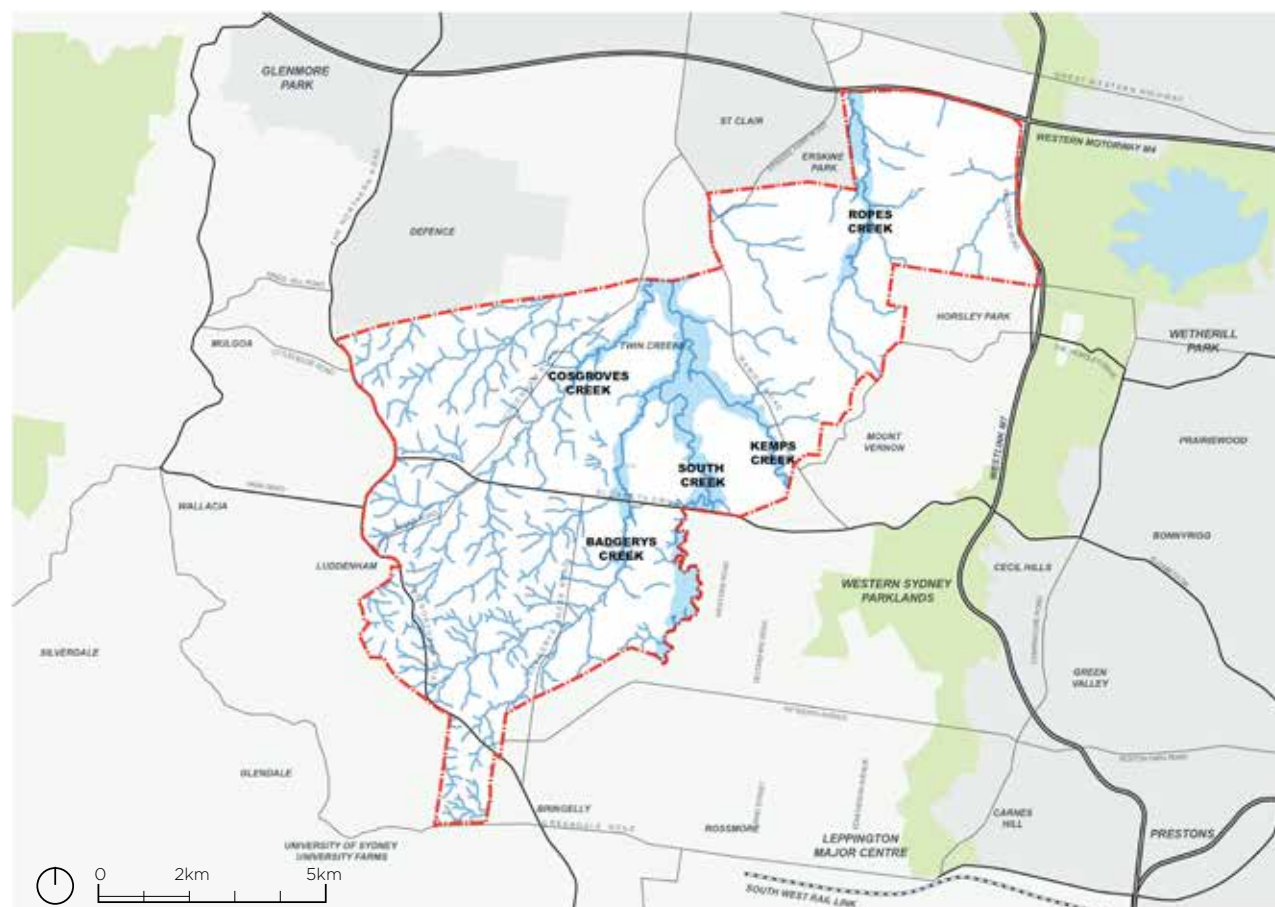 GLENMORE
PARK
GREAT WESTERN HIGHWAY
ST CLAIR
WESTERN MOTORWAY M4
ERSKINE
PARK
ROPES
CREEK
DEFENCE
THE NORTHERN ROAD
HORSLEY PARK
WETHERILL
PARK
MULGOA
TWIN CREEKS
COSGROVES
CREEK
MOUNT
VERNON
PRAIRIEWOOD
KEMPS
CREEK
SOUTH
CREEK
WESTLINK M7
WALLACIA
BADGERYS
CREEK
BONNYRIGG
LUDDENHAM
CECIL HILLS
WESTERN SYDNEY
PARKLANDS
SILVERDALE
GREEN
VALLEY
GLENDALE
BRINGELLY
ROSSMORE
CARNES
HILL
LEPPINGTON
MAJOR CENTRE
PRESTONS
UNIVERSITY OF SYDNEY
UNIVERSITY FARMS
SOUTH WEST RAIL LINK
0 2km 5km